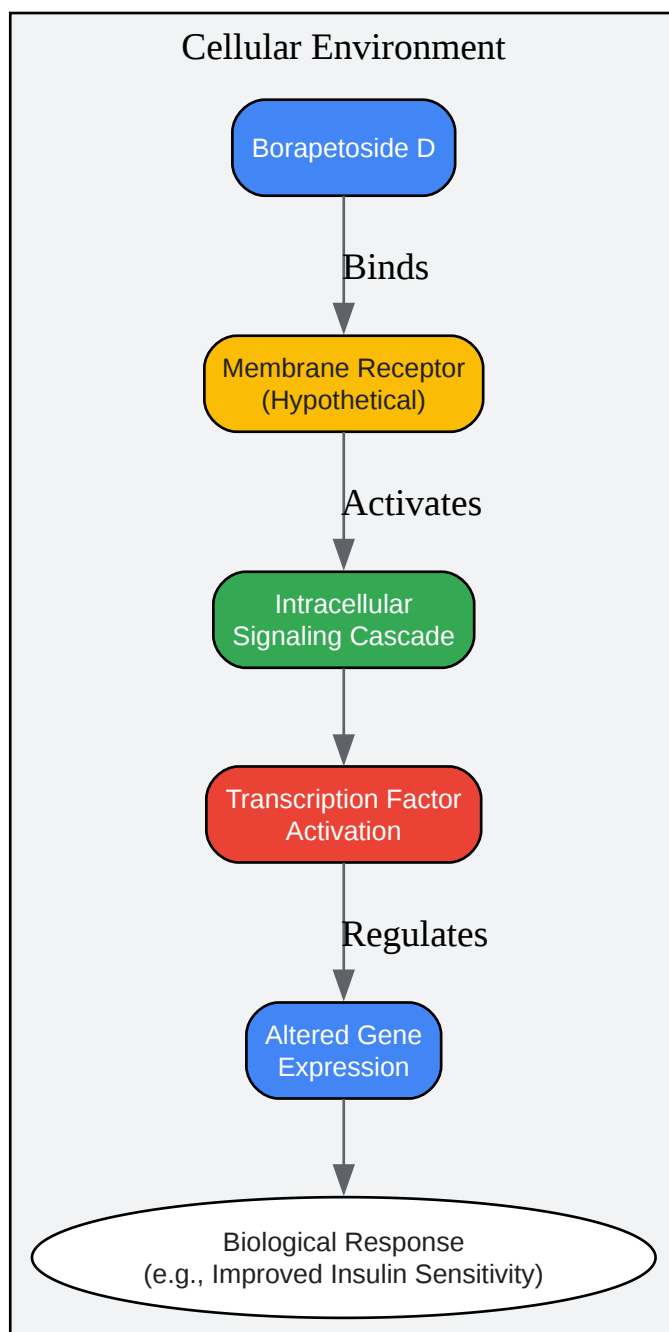 Cellular Environment
Borapetoside D
Binds
Membrane Receptor
(Hypothetical)
Activates
Intracellular
Signaling Cascade
Transcription Factor
Activation
Regulates
Altered Gene
Expression
Biological Response
(e.g., Improved Insulin Sensitivity)